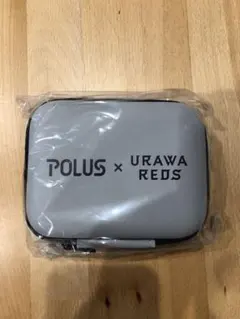 POLUS × URAWA
REDS